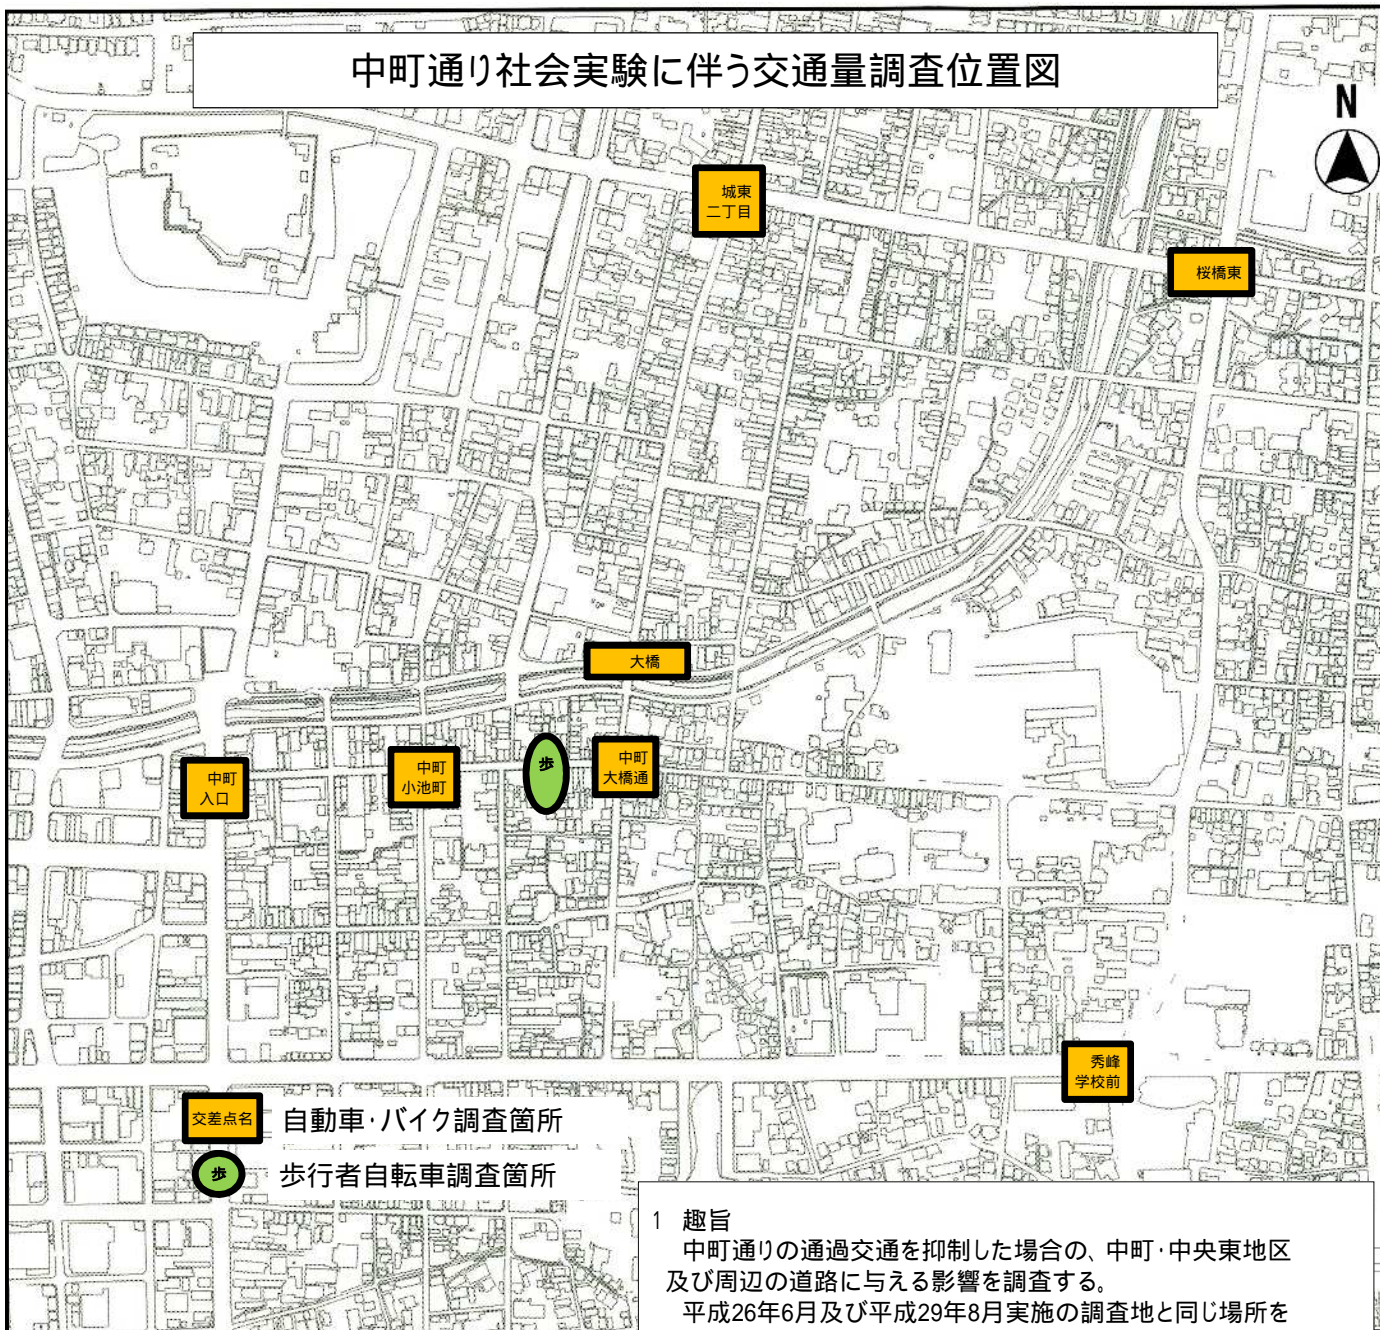 中町通り社会実験に伴う交通量調査位置図
N
城東
二丁目
桜橋東
大橋
中町
入口
中町
小池町
歩
中町
大橋通
秀峰
学校前
交差点名 自動車・バイク調査箇所
歩 歩行者自転車調査箇所
1 趣旨
中町通りの通過交通を抑制した場合の、中町・中央東地区
及び周辺の道路に与える影響を調査する。
平成26年6月及び平成29年8月実施の調査地と同じ場所を